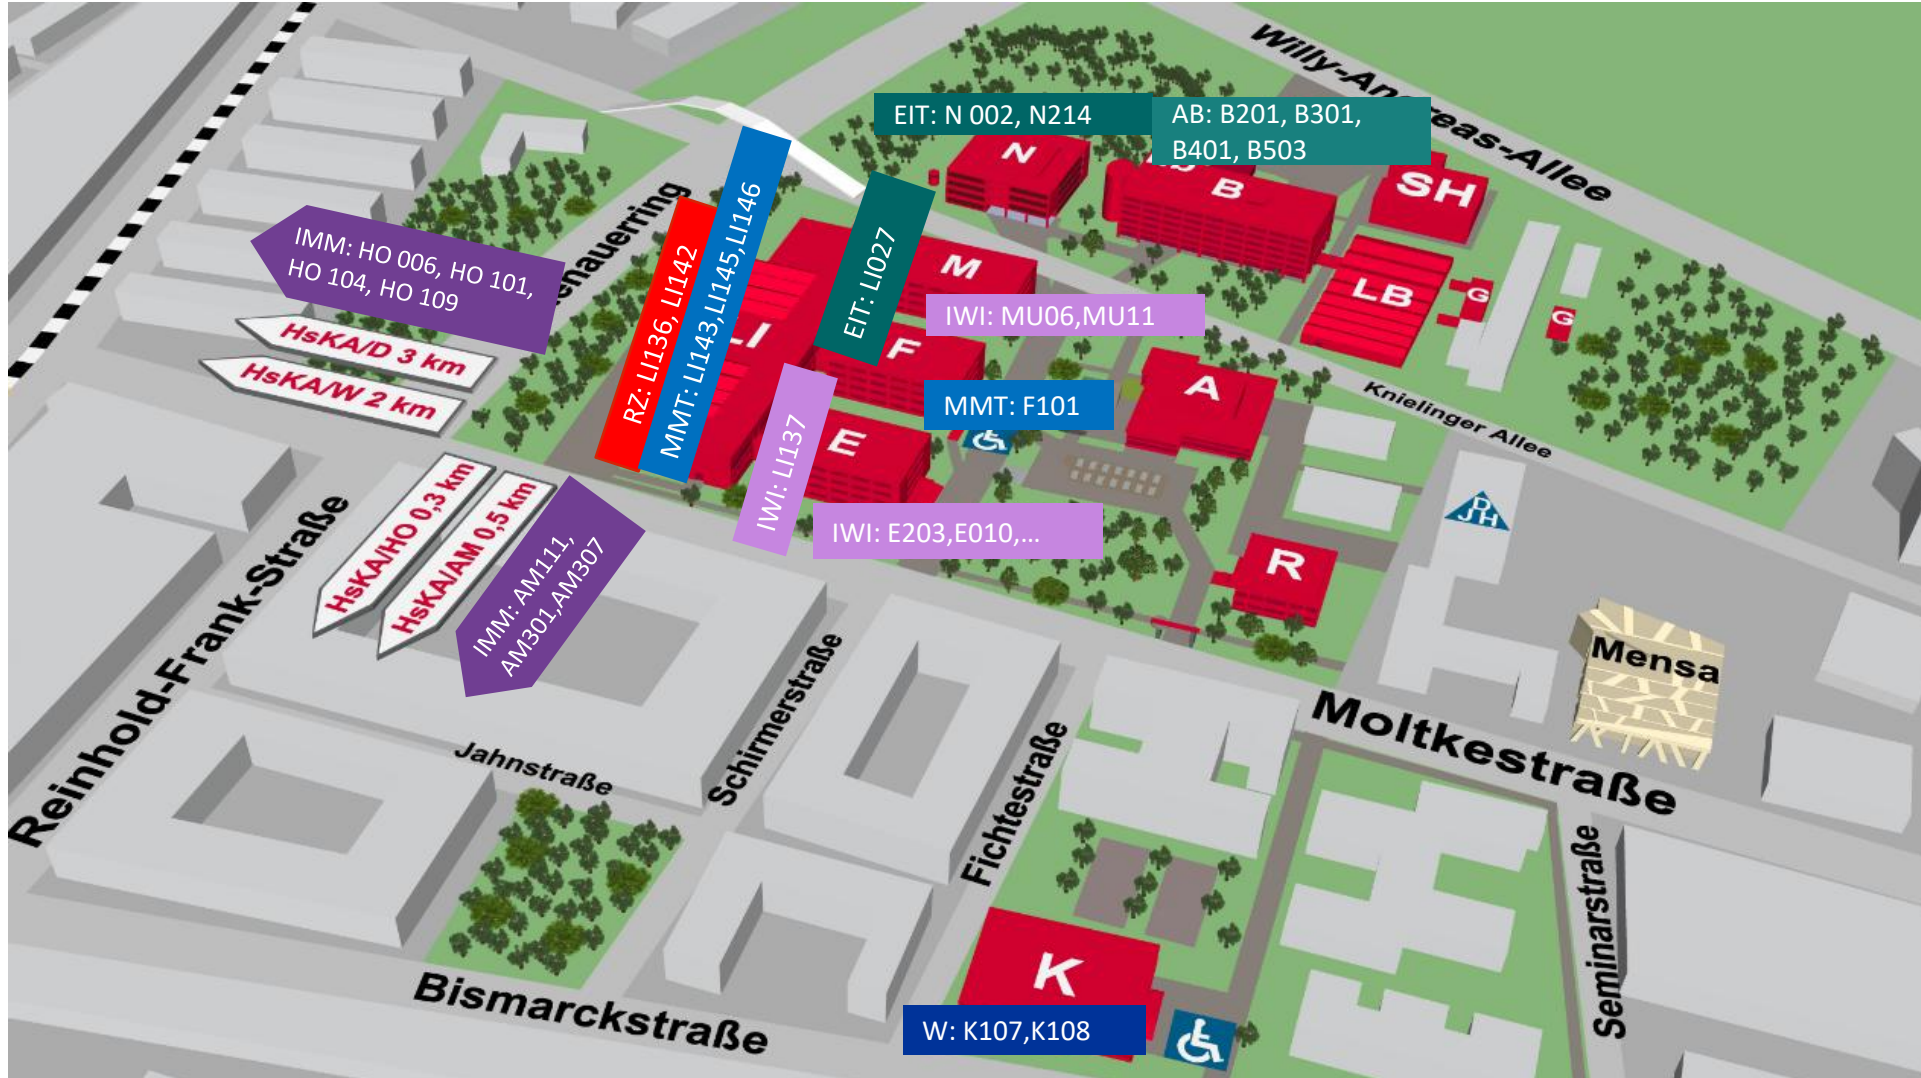 Willy-Andreas-Allee
EIT: N 002, N214
AB: B201, B301,
B401, B503
N
B
SH
IMM: HO 006, HO 101,
HO 104, HO 109
RZ: LI136, LI142
MMT: LI143,LI145,LI146
EIT: LI027
M
LB
G
G
IWI: MU06,MU11
HsKA/D 3 km
HsKA/W 2 km
LI
F
A
MMT: F101
Knielinger Allee
E
IWI: LI137
IWI: E203,E010,...
HsKA/HO 0,3 km
HsKA/AM 0,5 km
IMM: AM111,
AM301,AM307
DJH
R
Reinhold-Frank-Straße
Mensa
Moltkestraße
Jahnstraße
Schirmerstraße
Fichtestraße
Seminarstraße
K
Bismarckstraße
W: K107,K108